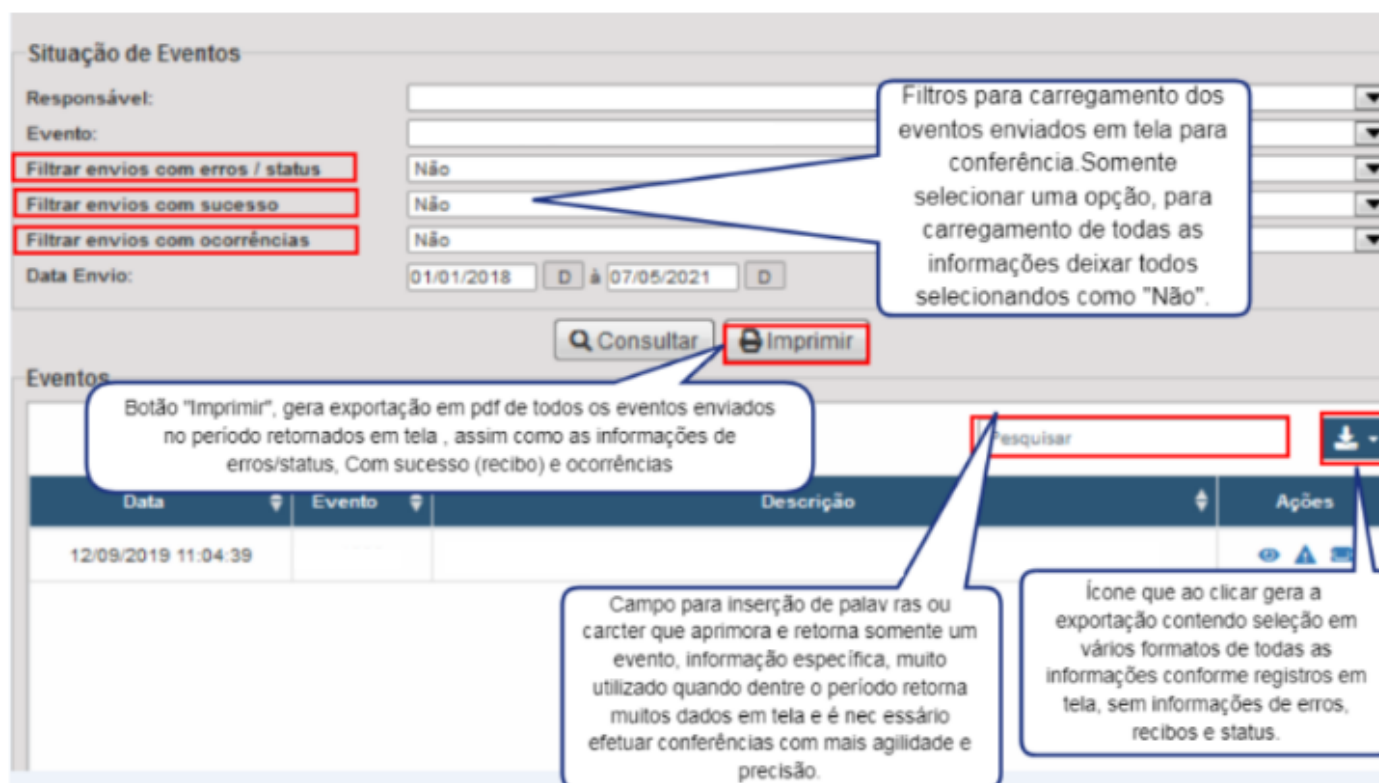 Situação de Eventos
Responsável:
Evento:
Filtrar envios com erros / status
Não
Filtrar envios com sucesso
Não
Filtrar envios com ocorrências
Não
Data Envio:
01/01/2018 D à 07/05/2021 D
Filtros para carregamento dos
eventos enviados em tela para
conferência.Somente
selecionar uma opção, para
carregamento de todas as
informações deixar todos
selecionandos como "Não".
Consultar
Imprimir
Eventos
Botão "Imprimir", gera exportação em pdf de todos os eventos enviados
no período retornados em tela , assim como as informações de
erros/status, Com sucesso (recibo) e ocorrências
Pesquisar
Data Evento Descrição Ações
12/09/2019 11:04:39
Campo para inserção de palav ras ou
carcter que aprimora e retorna somente um
evento, informação específica, muito
utilizado quando dentre o período retorna
muitos dados em tela e é nec essário
efetuar conferências com mais agilidade e
precisão.
Ícone que ao clicar gera a
exportação contendo seleção em
vários formatos de todas as
informações conforme registros em
tela, sem informações de erros,
recibos e status.